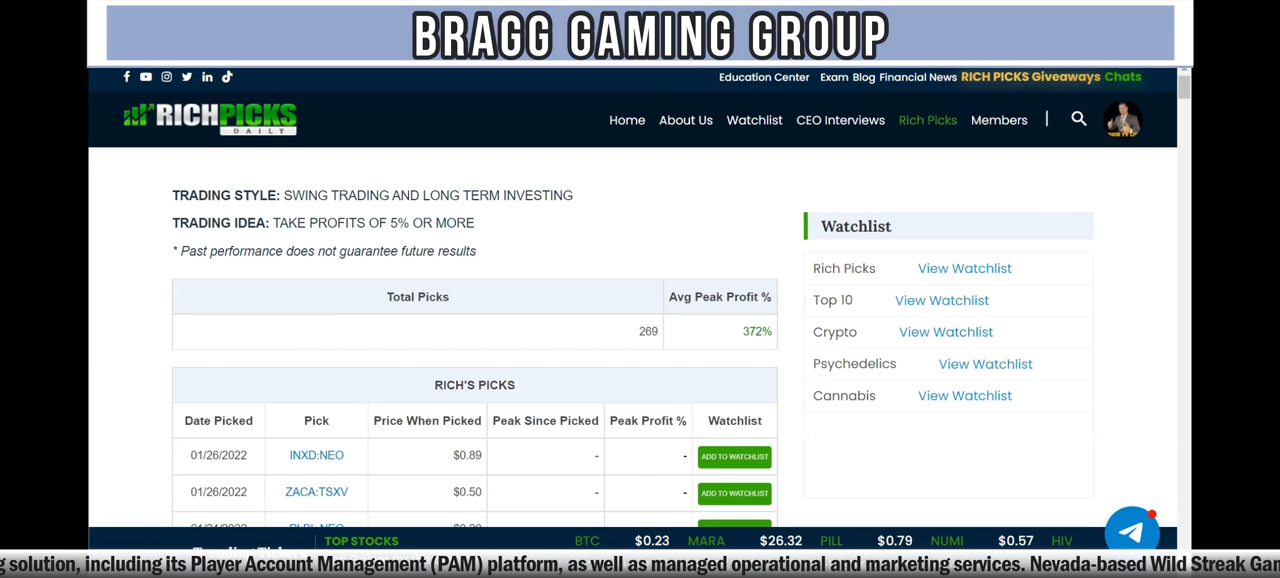 BRAGG GAMING GROUP
Education Center Exam Blog Financial News RICH PICKS Giveaways Chats
RICHPICKS
DAILY
Home About Us Watchlist CEO Interviews Rich Picks Members
TRADING STYLE: SWING TRADING AND LONG TERM INVESTING
TRADING IDEA: TAKE PROFITS OF 5% OR MORE
* Past performance does not guarantee future results
Total Picks Avg Peak Profit %
269 372%
RICH'S PICKS
Date Picked Pick Price When Picked Peak Since Picked Peak Profit % Watchlist
01/26/2022 INXD:NEO $0.89 - - ADD TO WATCHLIST
01/26/2022 ZACA:TSXV $0.50 - - ADD TO WATCHLIST
Watchlist
Rich Picks View Watchlist
Top 10 View Watchlist
Crypto View Watchlist
Psychedelics View Watchlist
Cannabis View Watchlist
TOP STOCKS BTC $0.23 MARA $26.32 PILL $0.79 NUMI $0.57 HIV
g solution, including its Player Account Management (PAM) platform, as well as managed operational and marketing services. Nevada-based Wild Streak Gam